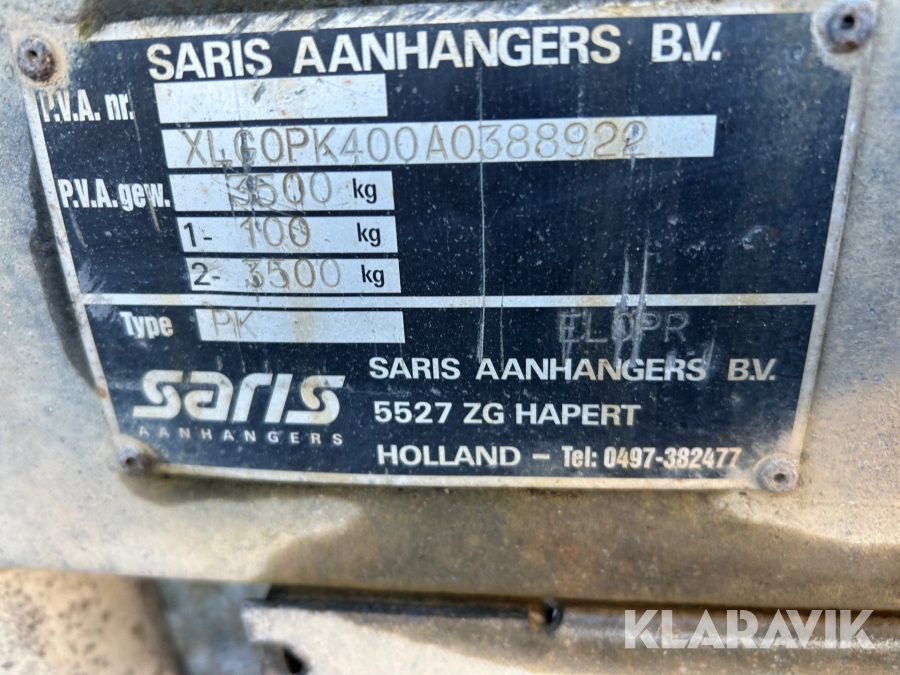 SARIS AANHANGERS B.V.
P.V.A. nr.
XLG0PK400A0388922
P.V.A. gew. 3500 kg
1- 100 kg
2- 3500 kg
Type PK ELOPR
saris
AANHANGERS
SARIS AANHANGERS B.V.
5527 ZG HAPERT
HOLLAND – Tel: 0497-382477
KLARAVIK